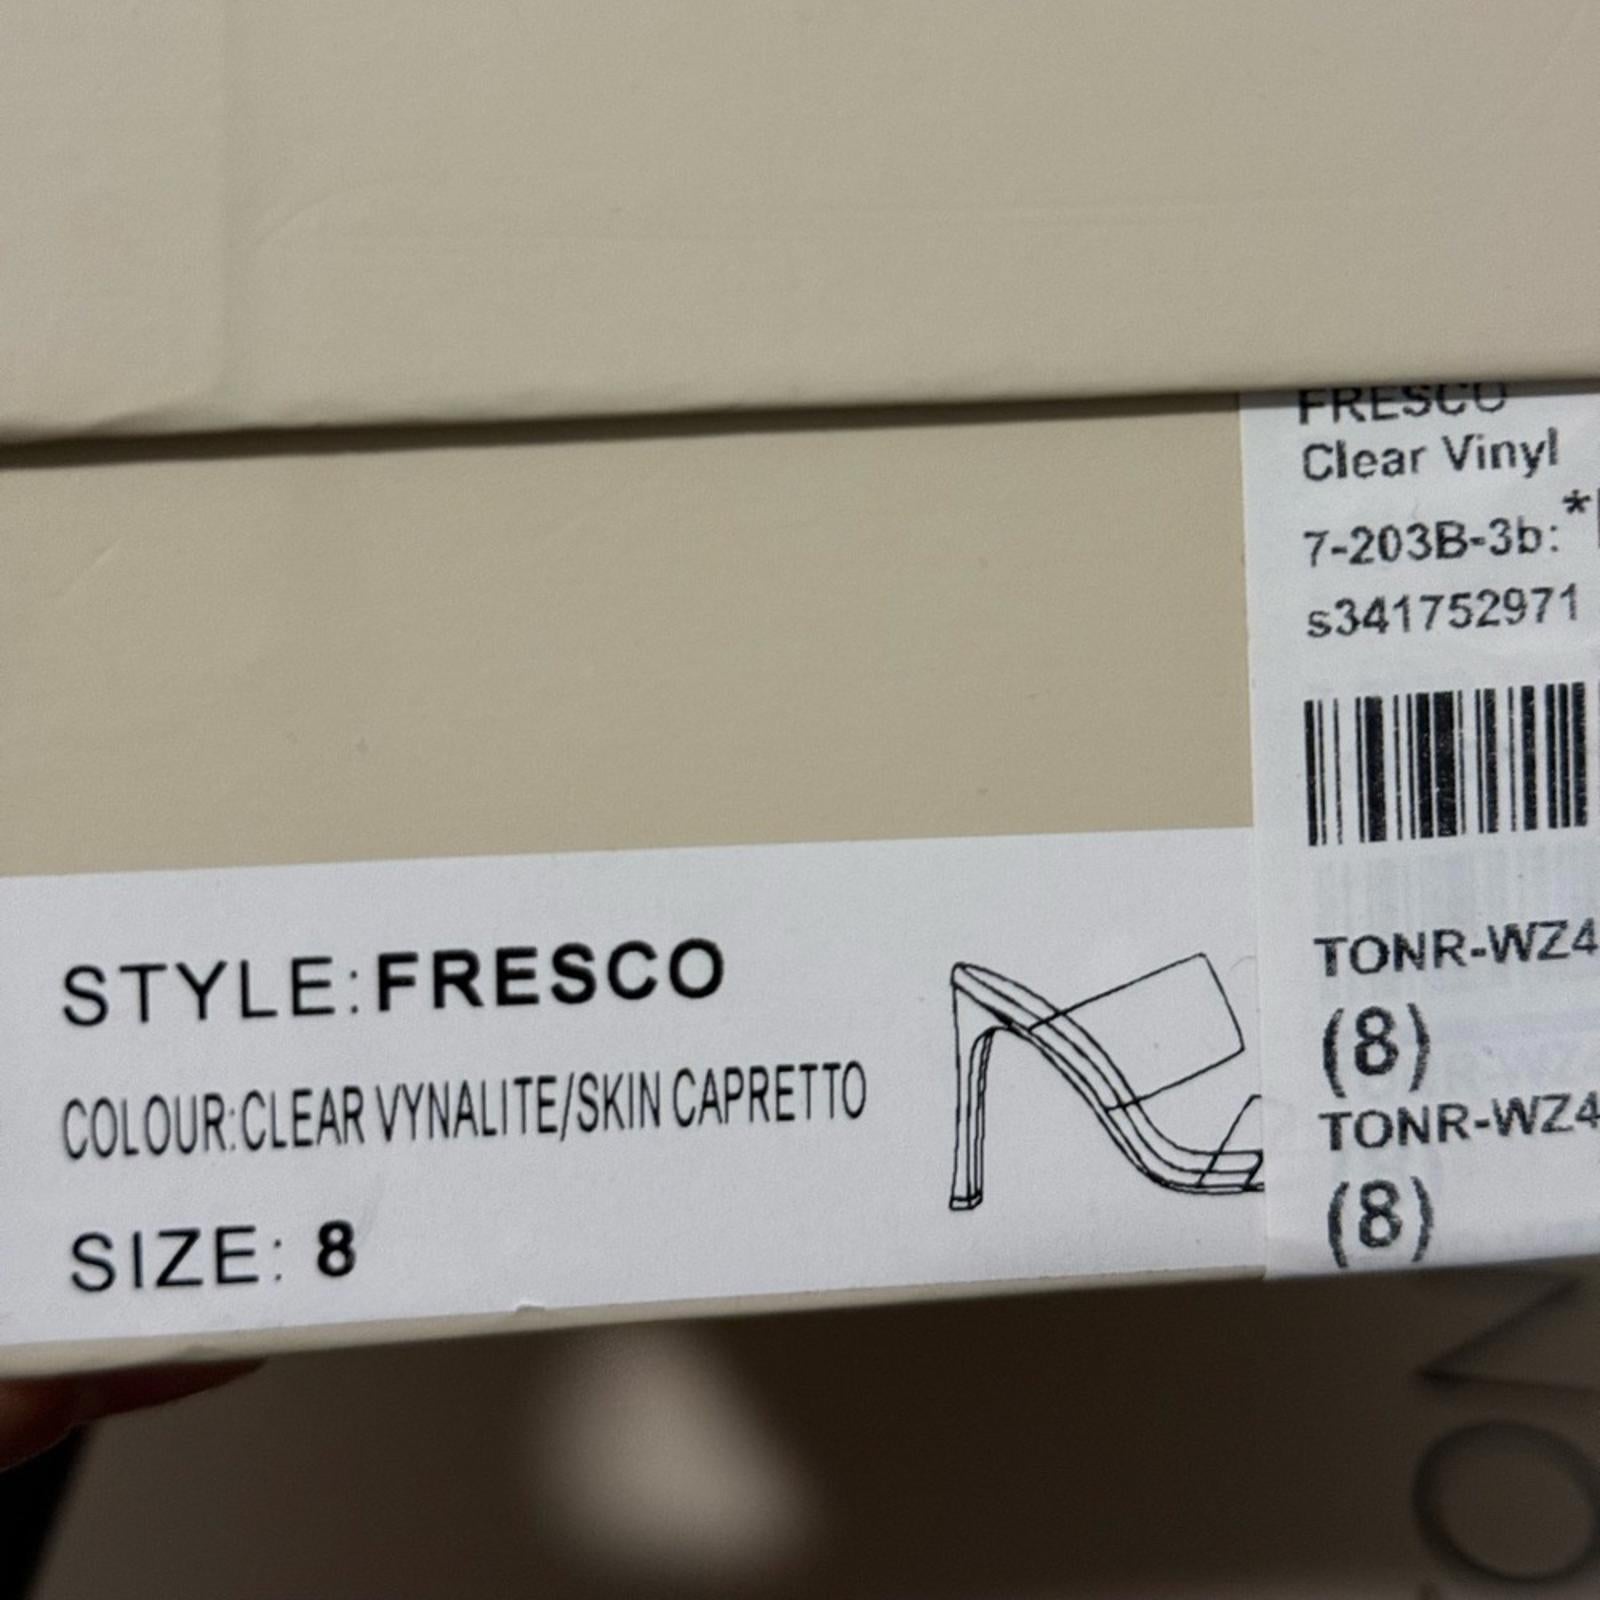 STYLE:FRESCO
COLOUR:CLEAR VYNALITE/SKIN CAPRETTO
SIZE: 8
FRESCO
Clear Vinyl
7-203B-3b:*
s341752971
TONR-WZ4
(8)
TONR-WZ4
(8)